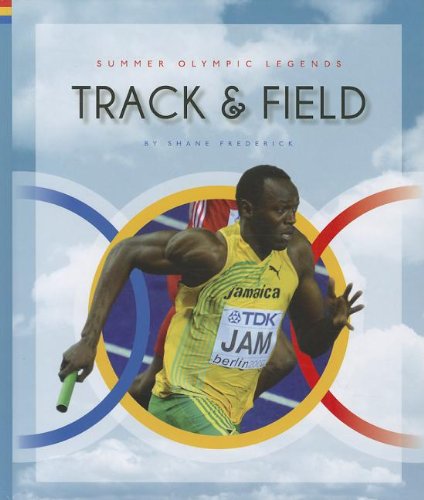 SUMMER OLYMPIC LEGENDS
TRACK & FIELD
BY SHANE FREDERICK
Jamaica
TDK
JAM
berlin